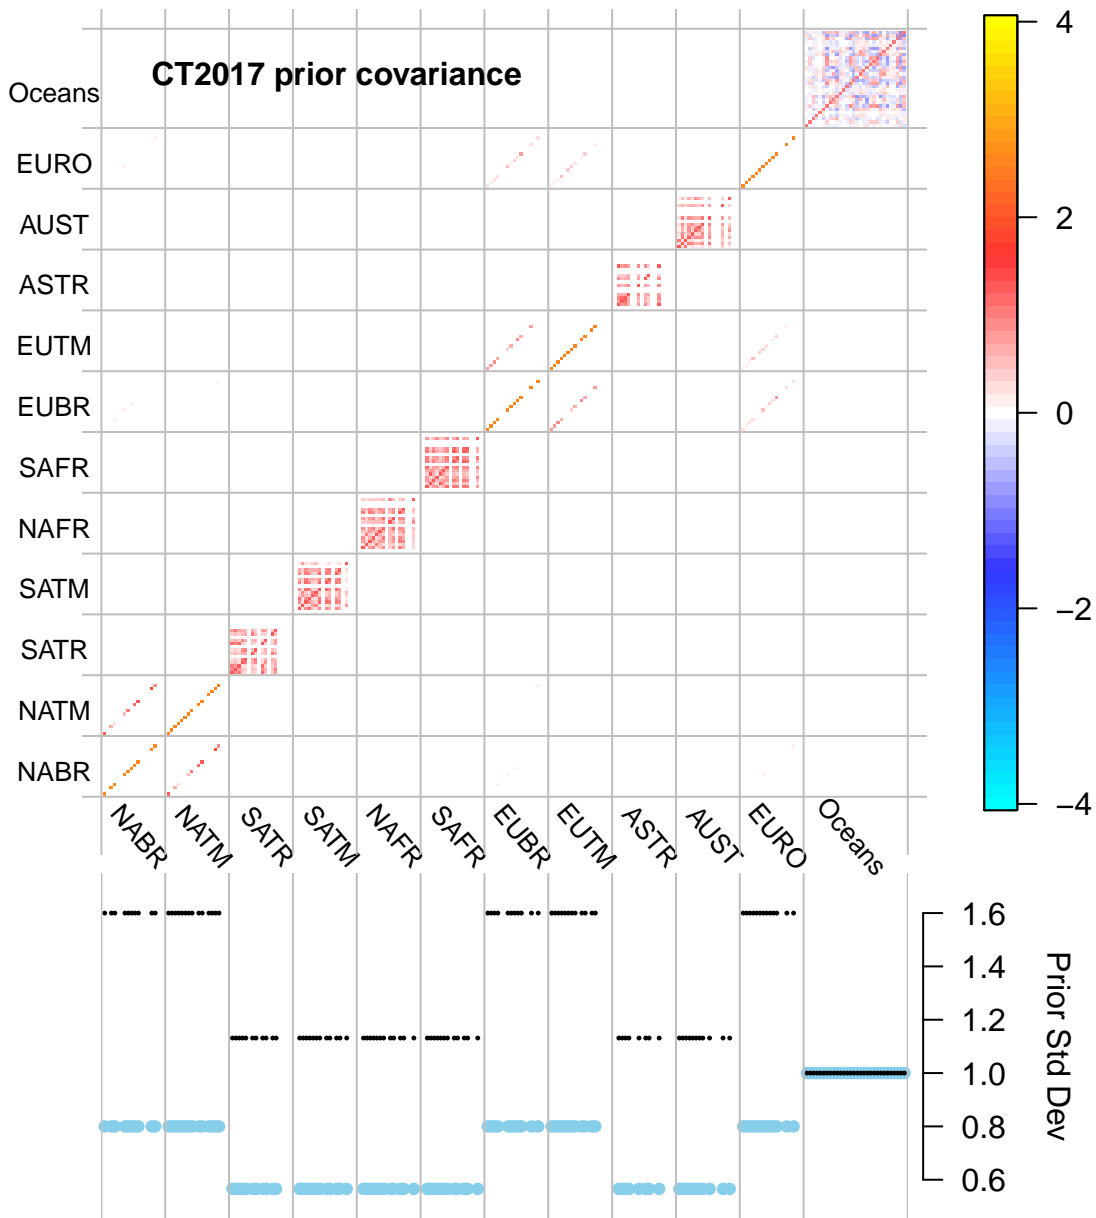 CT2017 prior covariance
Oceans
EURO
AUST
ASTR
EUTM
EUBR
SAFR
NAFR
SATM
SATR
NATM
NABR
NABR NATM SATR SATM NAFR SAFR EUBR EUTM ASTR AUST EURO Oceans
4
2
0
−2
−4
1.6
1.4
1.2
1.0
0.8
0.6
Prior Std Dev